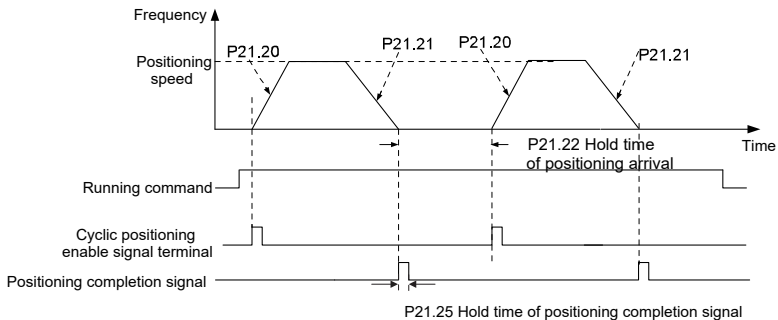 Frequency
Positioning
speed
P21.20
P21.21
P21.20
P21.21
P21.22 Hold time
of positioning arrival
Time
Running command
Cyclic positioning
enable signal terminal
Positioning completion signal
P21.25 Hold time of positioning completion signal